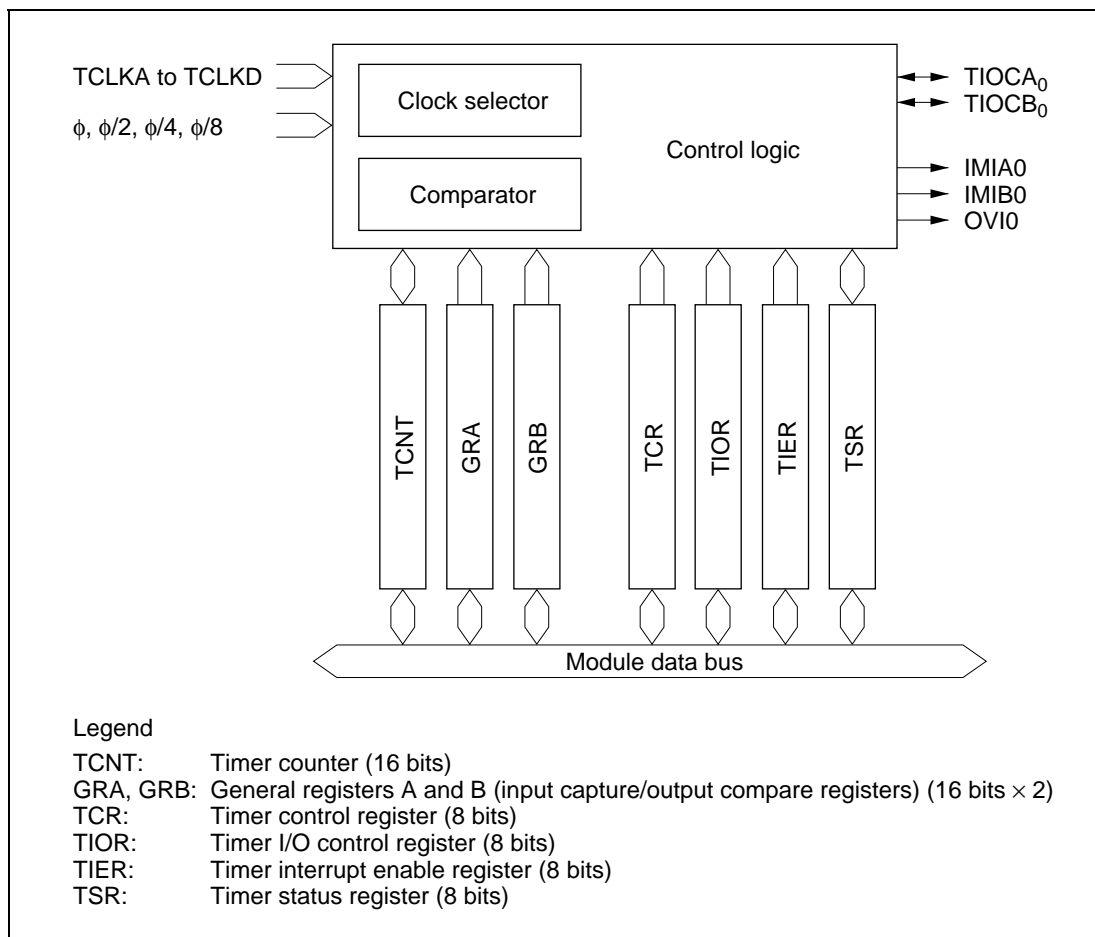 TCLKA to TCLKD
ϕ, ϕ/2, ϕ/4, ϕ/8
Clock selector
Comparator
Control logic
TIOCA₀
TIOCB₀
IMIA0
IMIB0
OVI0
TCNT
GRA
GRB
TCR
TIOR
TIER
TSR
Module data bus
Legend
TCNT: Timer counter (16 bits)
GRA, GRB: General registers A and B (input capture/output compare registers) (16 bits × 2)
TCR: Timer control register (8 bits)
TIOR: Timer I/O control register (8 bits)
TIER: Timer interrupt enable register (8 bits)
TSR: Timer status register (8 bits)